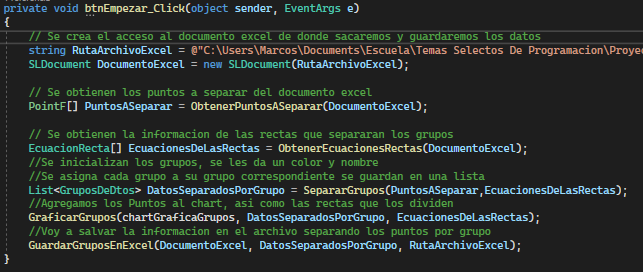 private void btnEmpezar_Click(object sender, EventArgs e)
{
// Se crea el acceso al documento excel de donde sacaremos y guardaremos los datos
string RutaArchivoExcel = @"C:\Users\Marcos\Documents\Escuela\Temas Selectos De Programacion\Proye
SLDocument DocumentoExcel = new SLDocument(RutaArchivoExcel);
// Se obtienen los puntos a separar del documento excel
PointF[] PuntosASeparar = ObtenerPuntosASeparar(DocumentoExcel);
// Se obtienen la informacion de las rectas que separaran los grupos
EcuacionRecta[] EcuacionesDeLasRectas = ObtenerEcuacionesRectas(DocumentoExcel);
//Se inicializan los grupos, se les da un color y nombre
//Se asigna cada grupo a su grupo correspondiente se guardan en una lista
List<GruposDeDtos> DatosSeparadosPorGrupo = SepararGrupos(PuntosASeparar,EcuacionesDeLasRectas);
//Agregamos los Puntos al chart, asi como las rectas que los dividen
GraficarGrupos(chartGraficaGrupos, DatosSeparadosPorGrupo, EcuacionesDeLasRectas);
//Voy a salvar la informacion en el archivo separando los puntos por grupo
GuardarGruposEnExcel(DocumentoExcel, DatosSeparadosPorGrupo, RutaArchivoExcel);
}